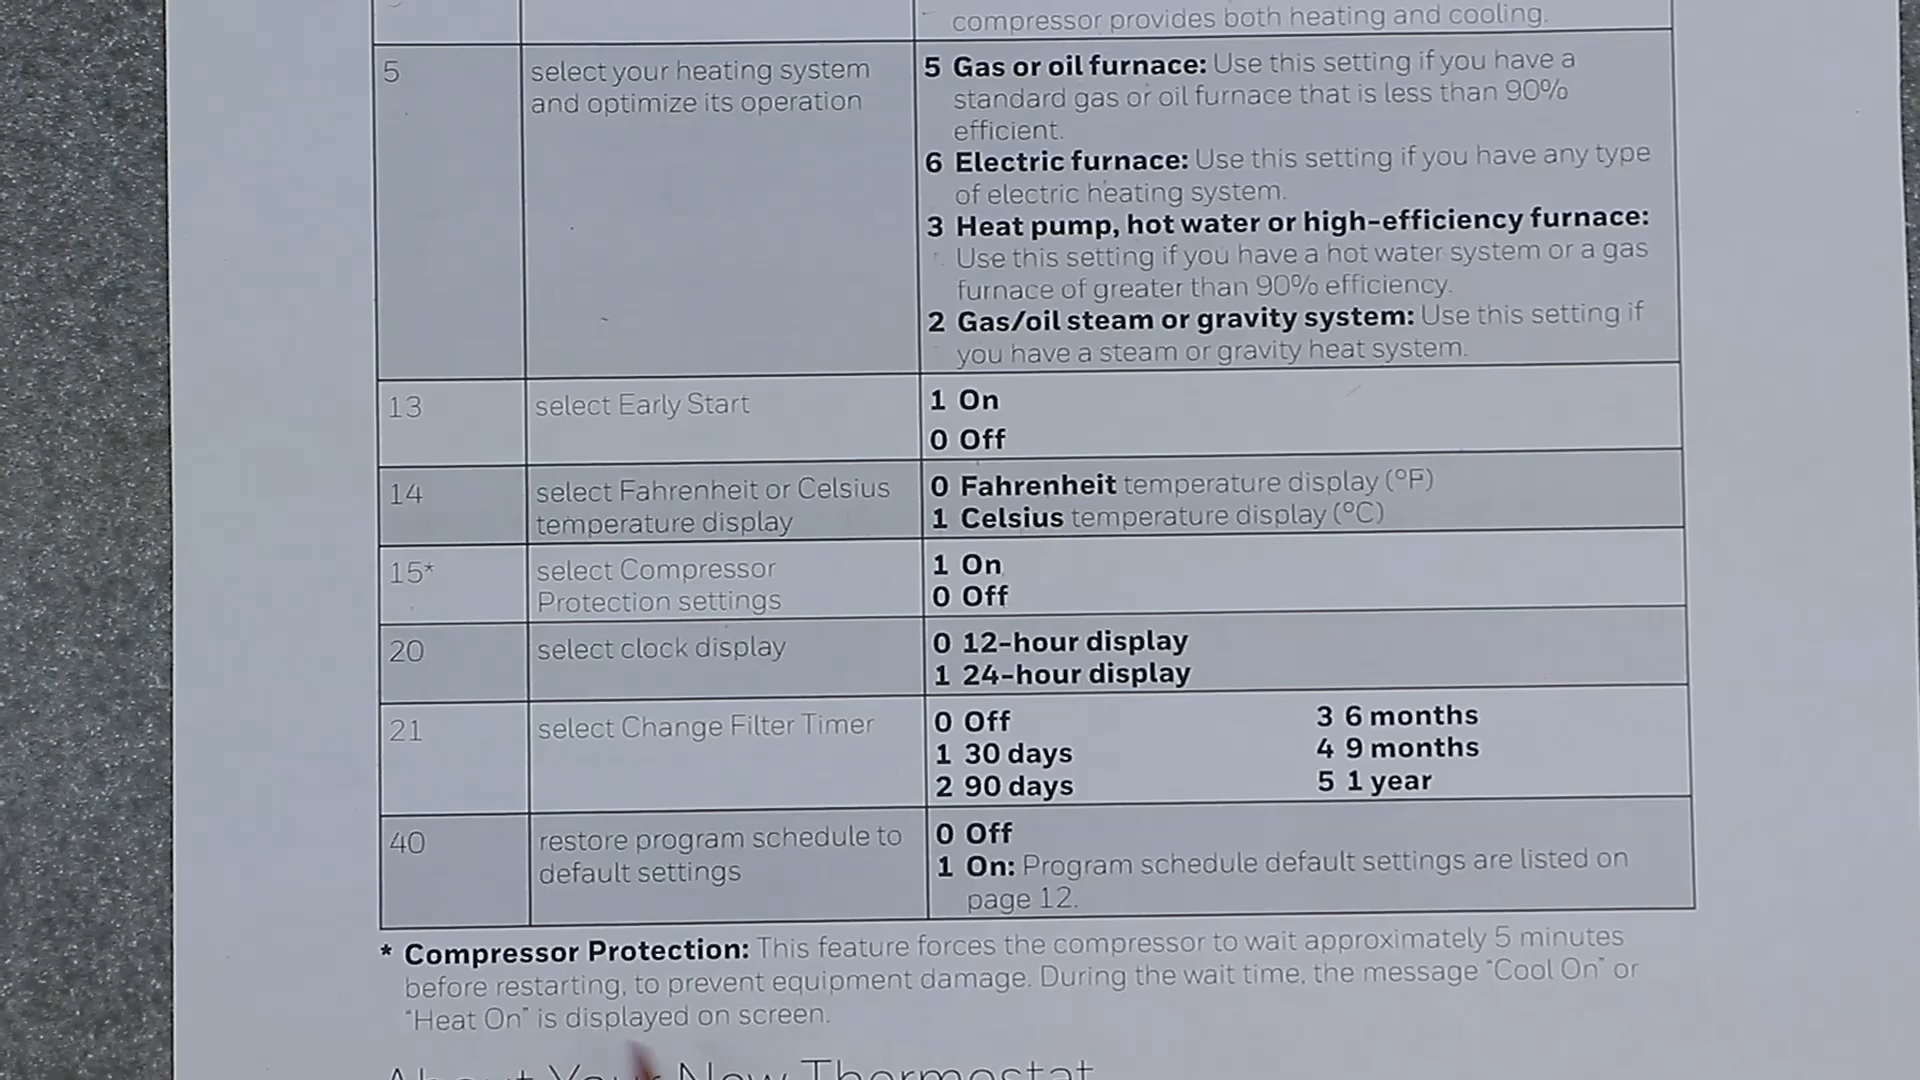 compressor provides both heating and cooling.
5 select your heating system and optimize its operation
5 Gas or oil furnace: Use this setting if you have a
standard gas or oil furnace that is less than 90%
efficient.
6 Electric furnace: Use this setting if you have any type
of electric heating system.
3 Heat pump, hot water or high-efficiency furnace:
Use this setting if you have a hot water system or a gas
furnace of greater than 90% efficiency.
2 Gas/oil steam or gravity system: Use this setting if
you have a steam or gravity heat system.
13 select Early Start 1 On
0 Off
14 select Fahrenheit or Celsius 0 Fahrenheit temperature display (°F)
temperature display 1 Celsius temperature display (°C)
15* select Compressor 1 On
Protection settings 0 Off
20 select clock display 0 12-hour display
1 24-hour display
21 select Change Filter Timer 0 Off 3 6 months
1 30 days 4 9 months
2 90 days 5 1 year
40 restore program schedule to 0 Off
default settings 1 On: Program schedule default settings are listed on
page 12.
* Compressor Protection: This feature forces the compressor to wait approximately 5 minutes
before restarting, to prevent equipment damage. During the wait time, the message "Cool On" or
"Heat On" is displayed on screen.
About Your New Thermostat